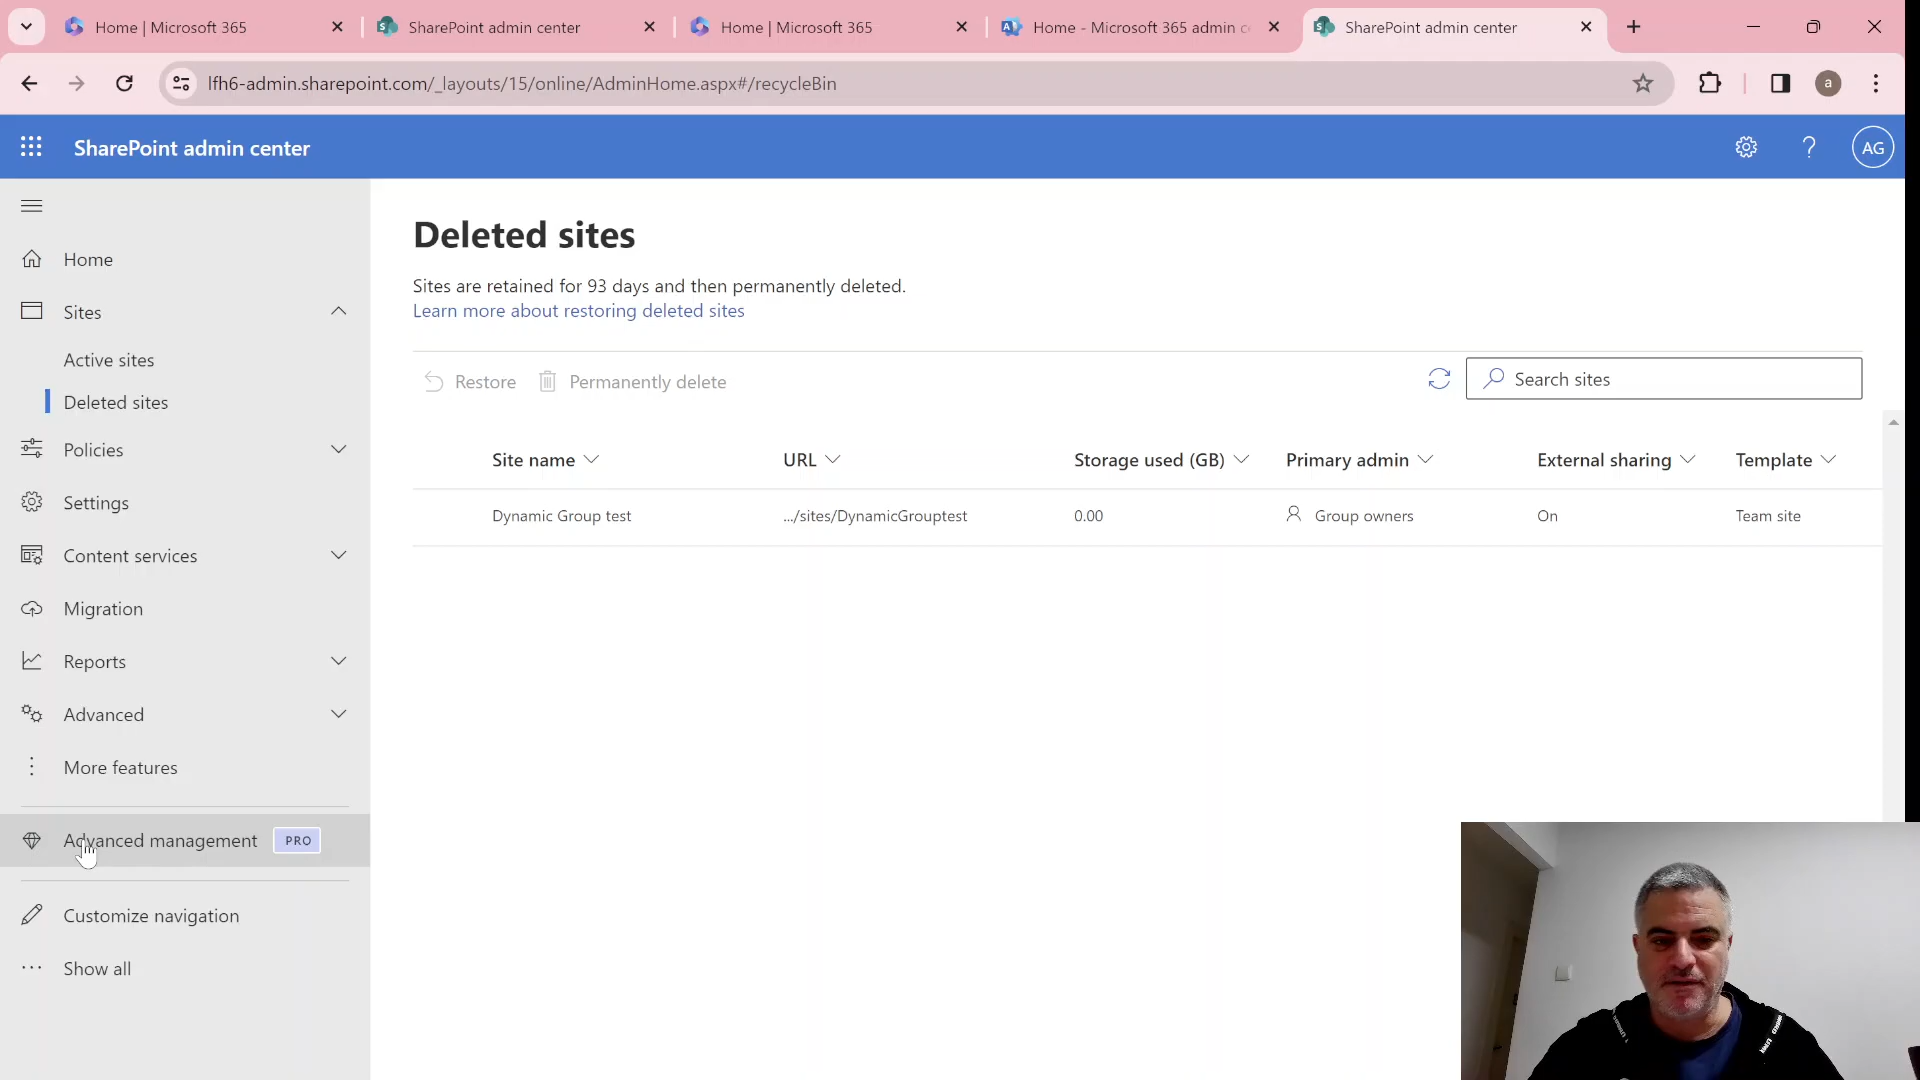 Home | Microsoft 365
SharePoint admin center
Home | Microsoft 365
Home - Microsoft 365 admin c
SharePoint admin center
lfh6-admin.sharepoint.com/_layouts/15/online/AdminHome.aspx#/recycleBin
a
SharePoint admin center
AG
Home
Sites
Active sites
Deleted sites
Policies
Settings
Content services
Migration
Reports
Advanced
More features
Advanced management PRO
Customize navigation
Show all
Deleted sites
Sites are retained for 93 days and then permanently deleted.
Learn more about restoring deleted sites
Restore Permanently delete Search sites
Site name URL Storage used (GB) Primary admin External sharing Template
Dynamic Group test .../sites/DynamicGrouptest 0.00 Group owners On Team site